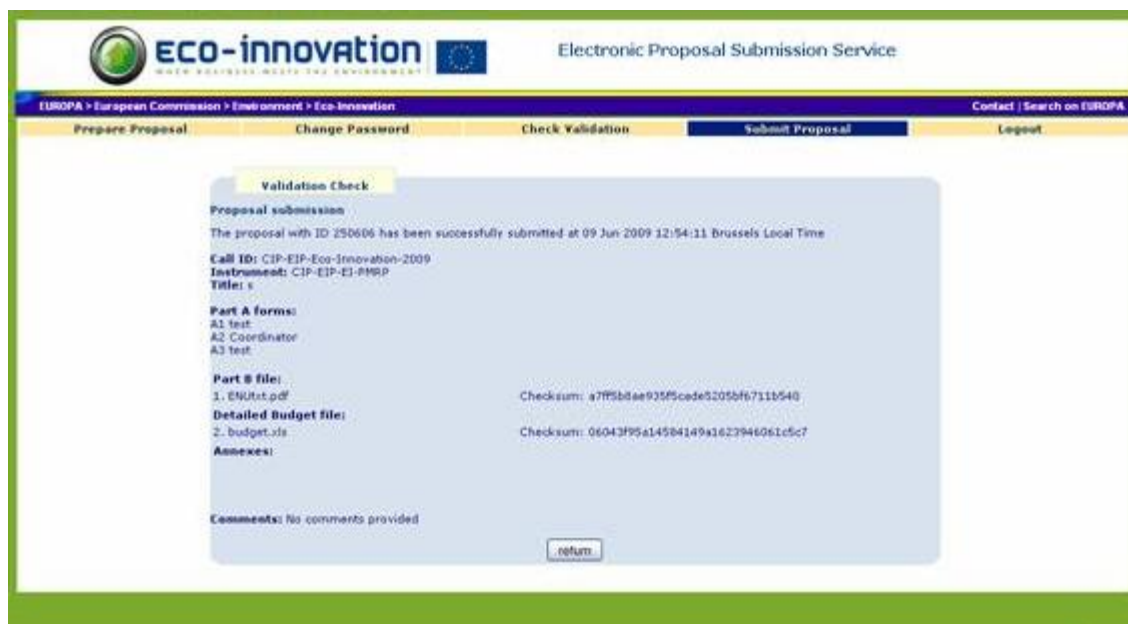 eco-innovation
WHEN BUSINESS MEETS THE ENVIRONMENT
Electronic Proposal Submission Service
EUROPA > European Commission > Environment > Eco-Innovation
Contact | Search on EUROPA
Prepare Proposal Change Password Check Validation Submit Proposal Logout
Validation Check
Proposal submission
The proposal with ID 250606 has been successfully submitted at 09 Jun 2009 12:54:11 Brussels Local Time
Call ID: CIP-EIP-Eco-Innovation-2009
Instrument: CIP-EIP-EI-PMRP
Title: s
Part A forms:
A1 test
A2 Coordinator
A3 test
Part B file:
1. ENUtxt.pdf Checksum:
Detailed Budget file:
2. budget.xls Checksum:
Annexes:
Comments: No comments provided
return